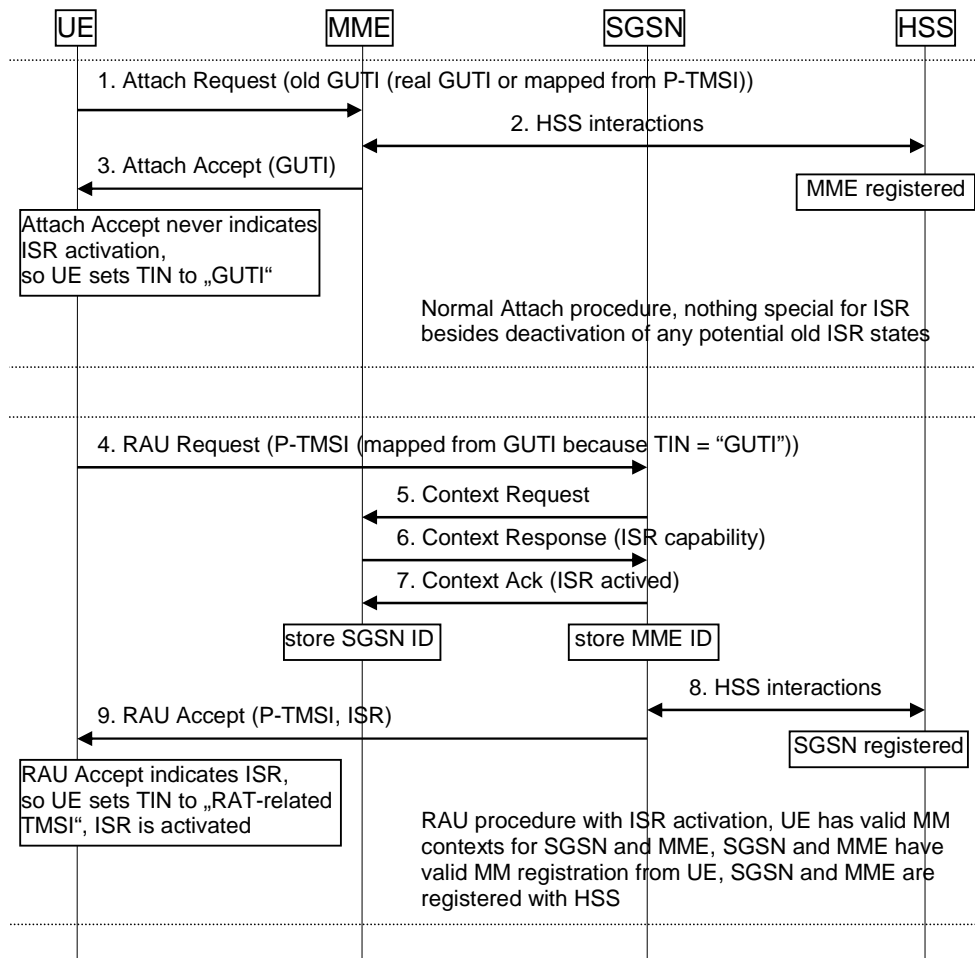 UE
MME
SGSN
HSS
1. Attach Request (old GUTI (real GUTI or mapped from P-TMSI))
2. HSS interactions
3. Attach Accept (GUTI)
MME registered
Attach Accept never indicates
ISR activation,
so UE sets TIN to „GUTI“
Normal Attach procedure, nothing special for ISR
besides deactivation of any potential old ISR states
4. RAU Request (P-TMSI (mapped from GUTI because TIN = “GUTI”))
5. Context Request
6. Context Response (ISR capability)
7. Context Ack (ISR actived)
store SGSN ID
store MME ID
8. HSS interactions
9. RAU Accept (P-TMSI, ISR)
SGSN registered
RAU Accept indicates ISR,
so UE sets TIN to „RAT-related
TMSI“, ISR is activated
RAU procedure with ISR activation, UE has valid MM
contexts for SGSN and MME, SGSN and MME have
valid MM registration from UE, SGSN and MME are
registered with HSS